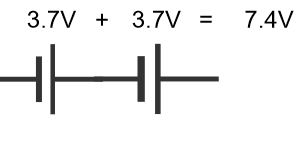 3.7V + 3.7V = 7.4V